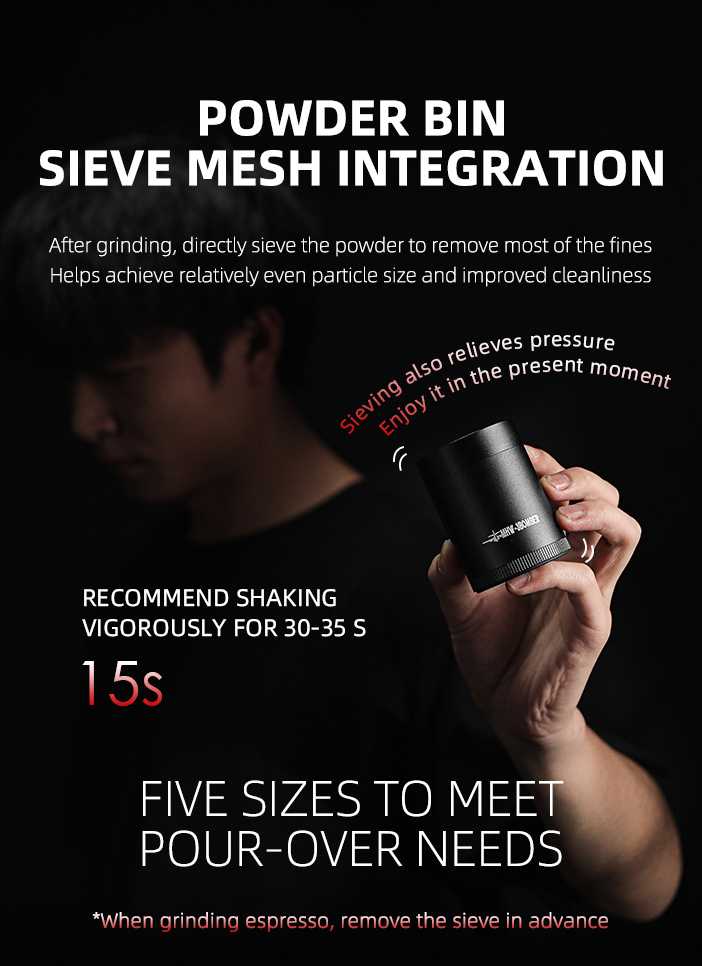 POWDER BIN
SIEVE MESH INTEGRATION
After grinding, directly sieve the powder to remove most of the fines
Helps achieve relatively even particle size and improved cleanliness
Sieving also relieves pressure
Enjoy it in the present moment
MHW-3BOMBER
RECOMMEND SHAKING
VIGOROUSLY FOR 30-35 S
15s
FIVE SIZES TO MEET
POUR-OVER NEEDS
*When grinding espresso, remove the sieve in advance